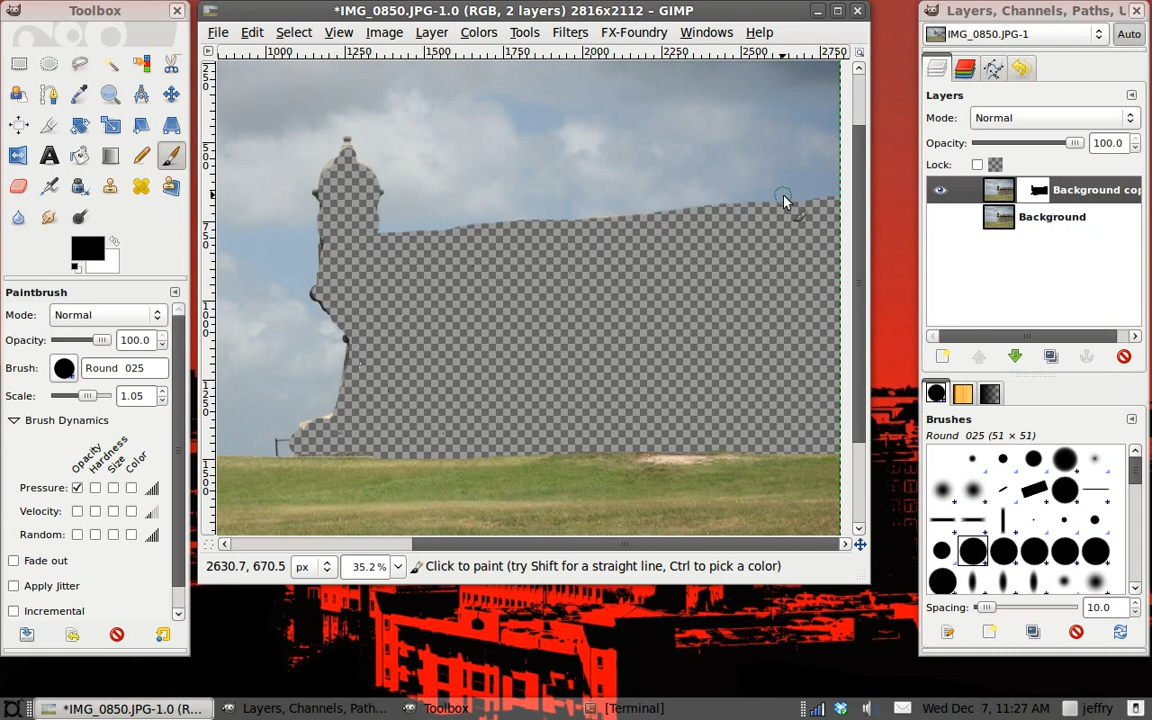 Toolbox
*IMG_0850.JPG-1.0 (RGB, 2 layers) 2816x2112 – GIMP
Layers, Channels, Paths, U
File Edit Select View Image Layer Colors Tools Filters FX-Foundry Windows Help
IMG_0850.JPG-1
Auto
1000 1250 1500 1750 2000 2250 2500 2750
250
500
750
1000
1250
1500
Layers
Mode: Normal
Opacity: 100.0
Lock:
Background cop
Background
Paintbrush
Mode: Normal
Opacity: 100.0
Brush: Round 025
Scale: 1.05
Brush Dynamics
Opacity
Hardness
Size
Color
Pressure:
Velocity:
Random:
Fade out
Apply Jitter
Incremental
Brushes
Round 025 (51 × 51)
Spacing: 10.0
2630.7, 670.5 px 35.2% Click to paint (try Shift for a straight line, Ctrl to pick a color)
*IMG_0850.JPG-1.0 (R...
Layers, Channels, Path...
Toolbox
[Terminal]
Wed Dec 7, 11:27 AM
jeffry